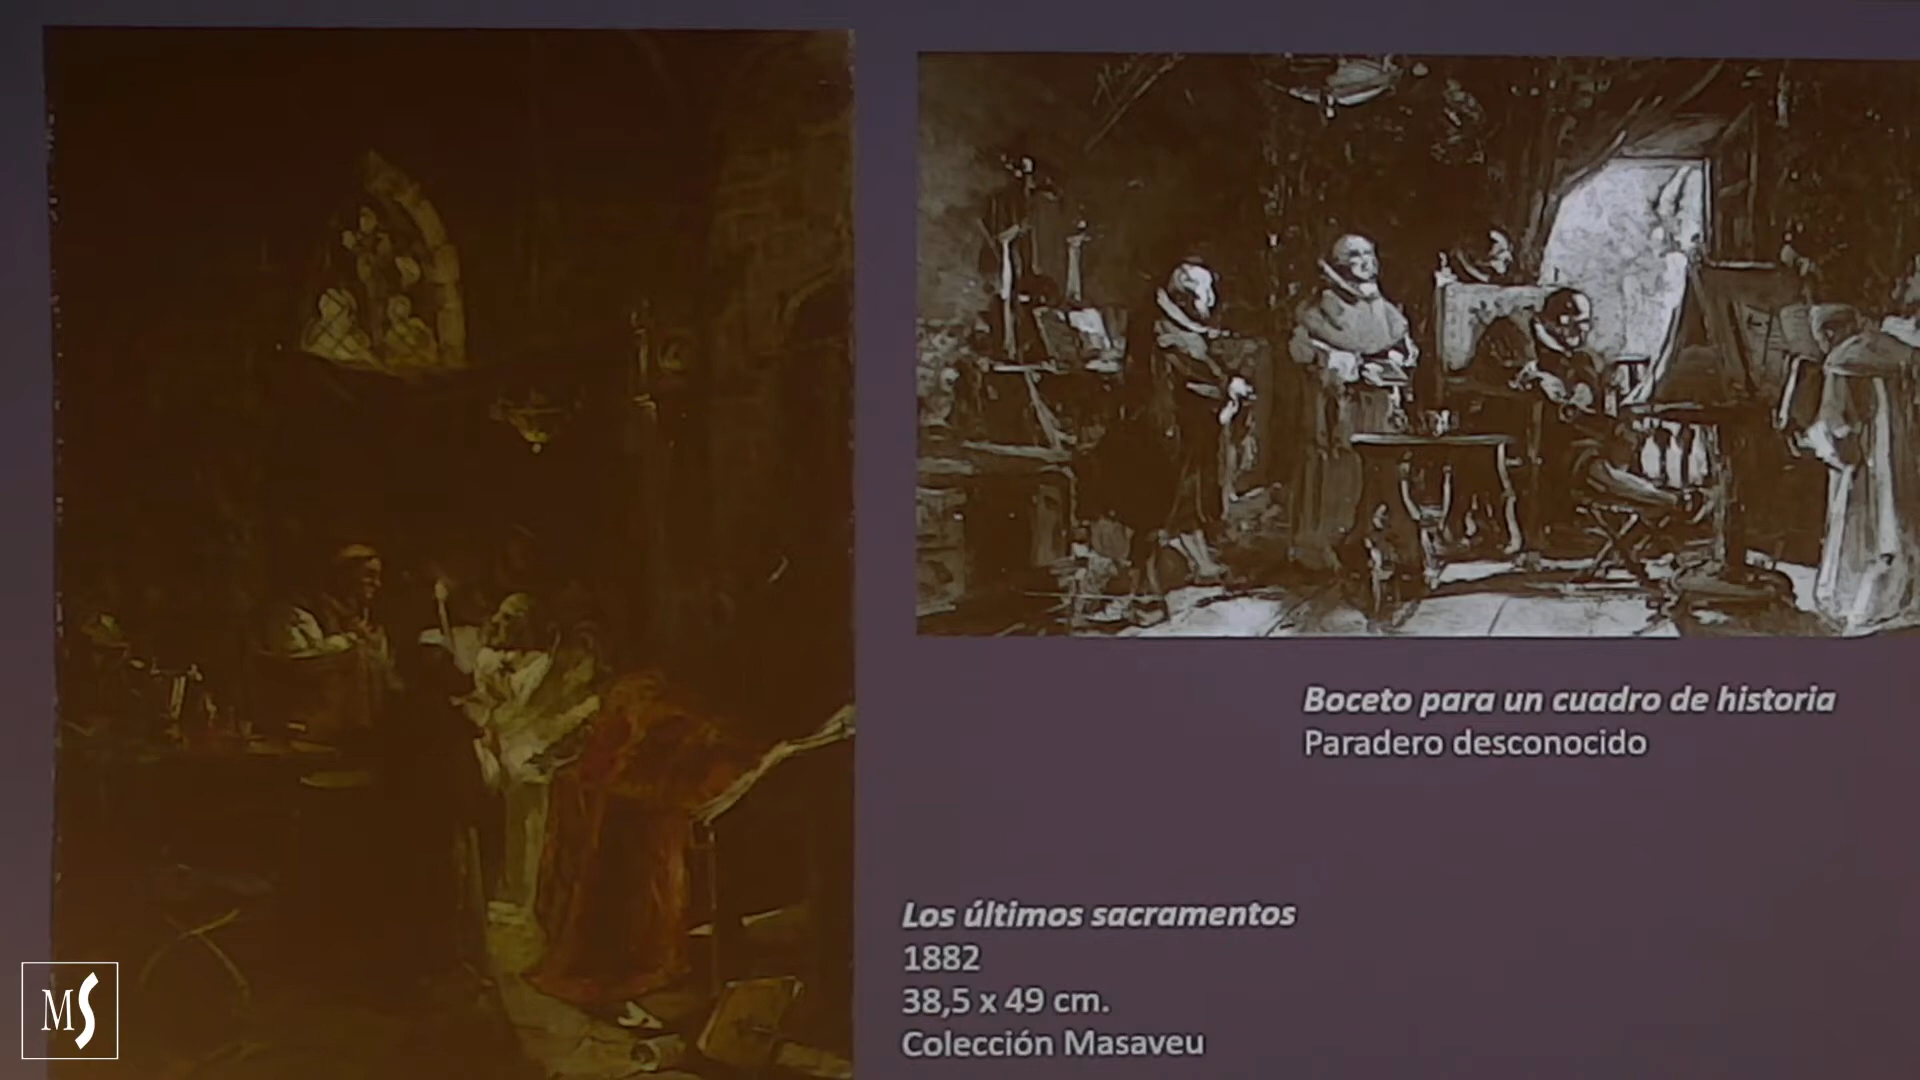 Boceto para un cuadro de historia
Paradero desconocido
Los últimos sacramentos
1882
38,5 x 49 cm.
Colección Masaveu
MS